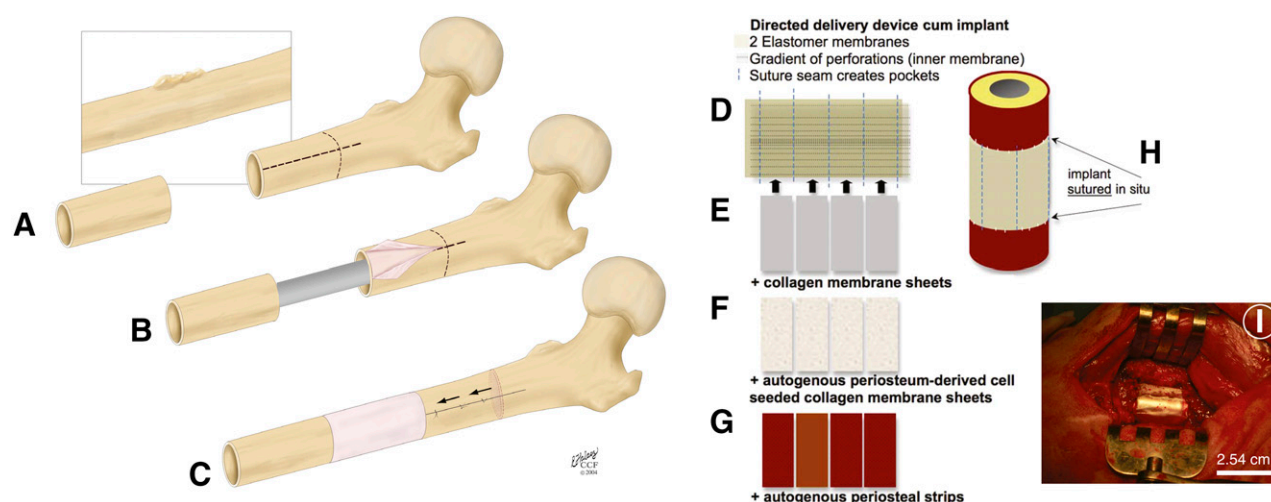 A
B
C
CCF
©2004
Directed delivery device cum implant
2 Elastomer membranes
Gradient of perforations (inner membrane)
Suture seam creates pockets
D
E
+ collagen membrane sheets
F
+ autogenous periosteum-derived cell
seeded collagen membrane sheets
G
+ autogenous periosteal strips
H
implant
sutured in situ
I
2.54 cm